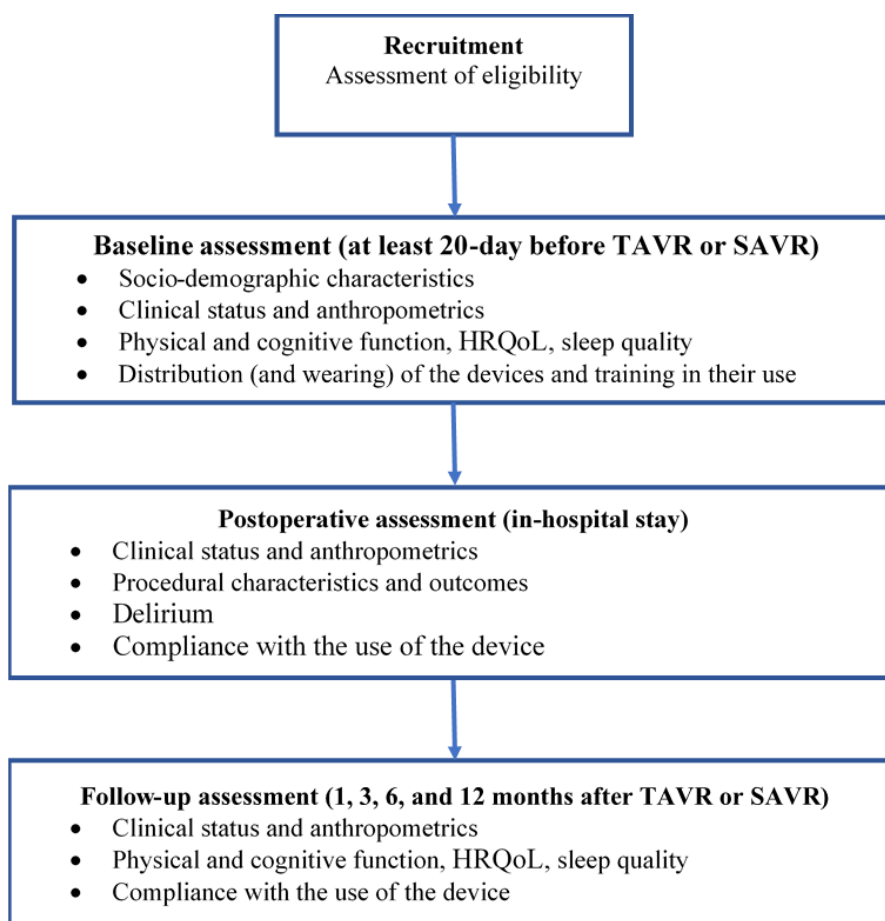 Recruitment
Assessment of eligibility
Baseline assessment (at least 20-day before TAVR or SAVR)
• Socio-demographic characteristics
• Clinical status and anthropometrics
• Physical and cognitive function, HRQoL, sleep quality
• Distribution (and wearing) of the devices and training in their use
Postoperative assessment (in-hospital stay)
• Clinical status and anthropometrics
• Procedural characteristics and outcomes
• Delirium
• Compliance with the use of the device
Follow-up assessment (1, 3, 6, and 12 months after TAVR or SAVR)
• Clinical status and anthropometrics
• Physical and cognitive function, HRQoL, sleep quality
• Compliance with the use of the device